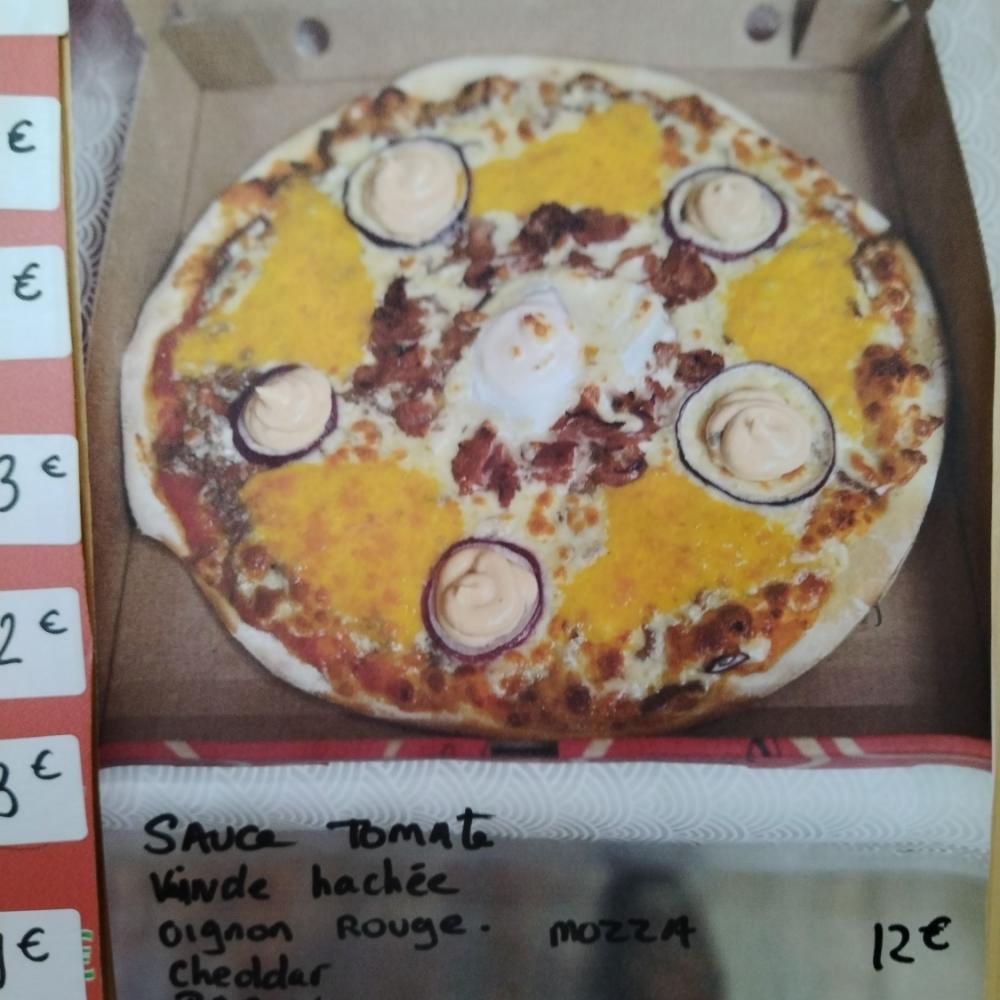 €
€
3 €
2 €
3 €
€
SAUCE TOMATE
Viande hachée
oignon Rouge. MOZZA 12€
Cheddar